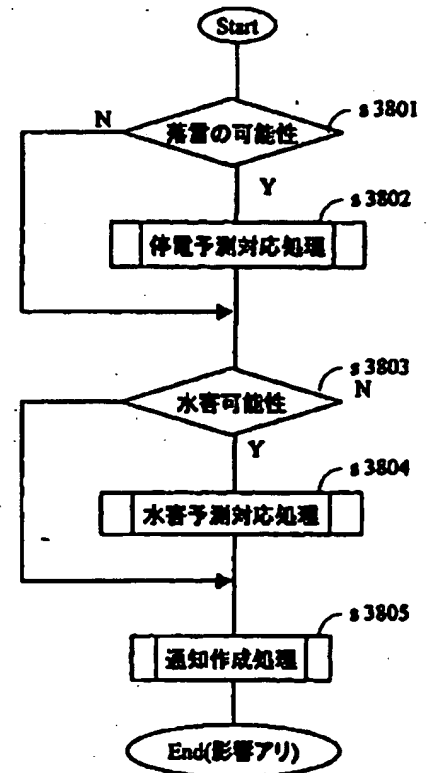 Start
N
s 3801
落雷の可能性
Y
s 3802
停電予測対応処理
s 3803
N
水害可能性
Y
s 3804
水害予測対応処理
s 3805
通知作成処理
End(影響アリ)